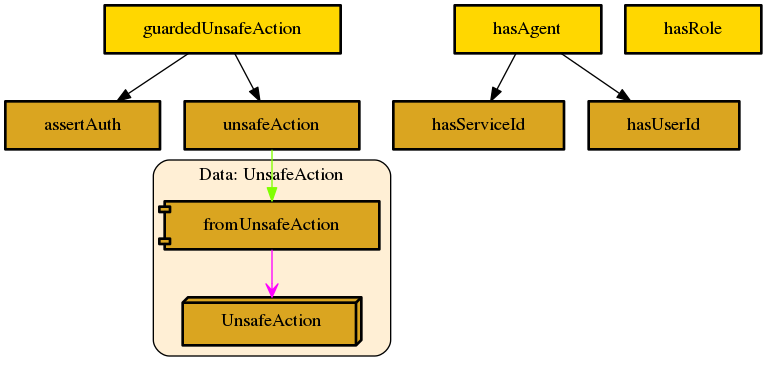 guardedUnsafeAction
hasAgent
hasRole
assertAuth
unsafeAction
hasServiceId
hasUserId
Data: UnsafeAction
fromUnsafeAction
UnsafeAction